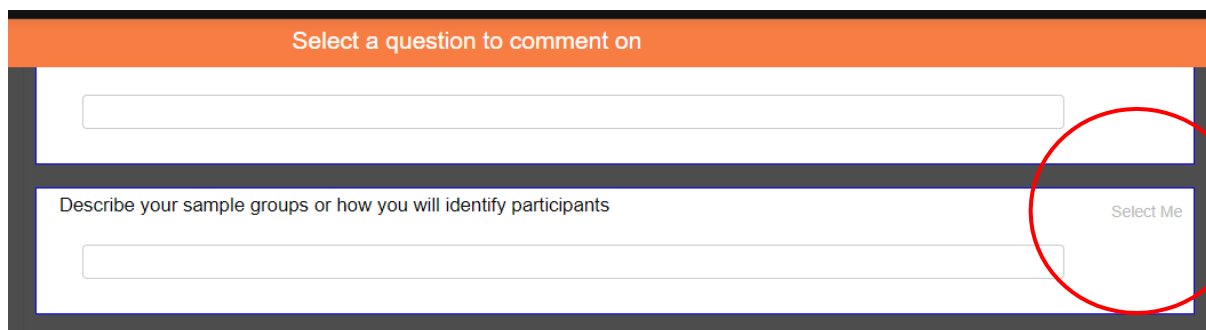 Select a question to comment on
Describe your sample groups or how you will identify participants
Select Me